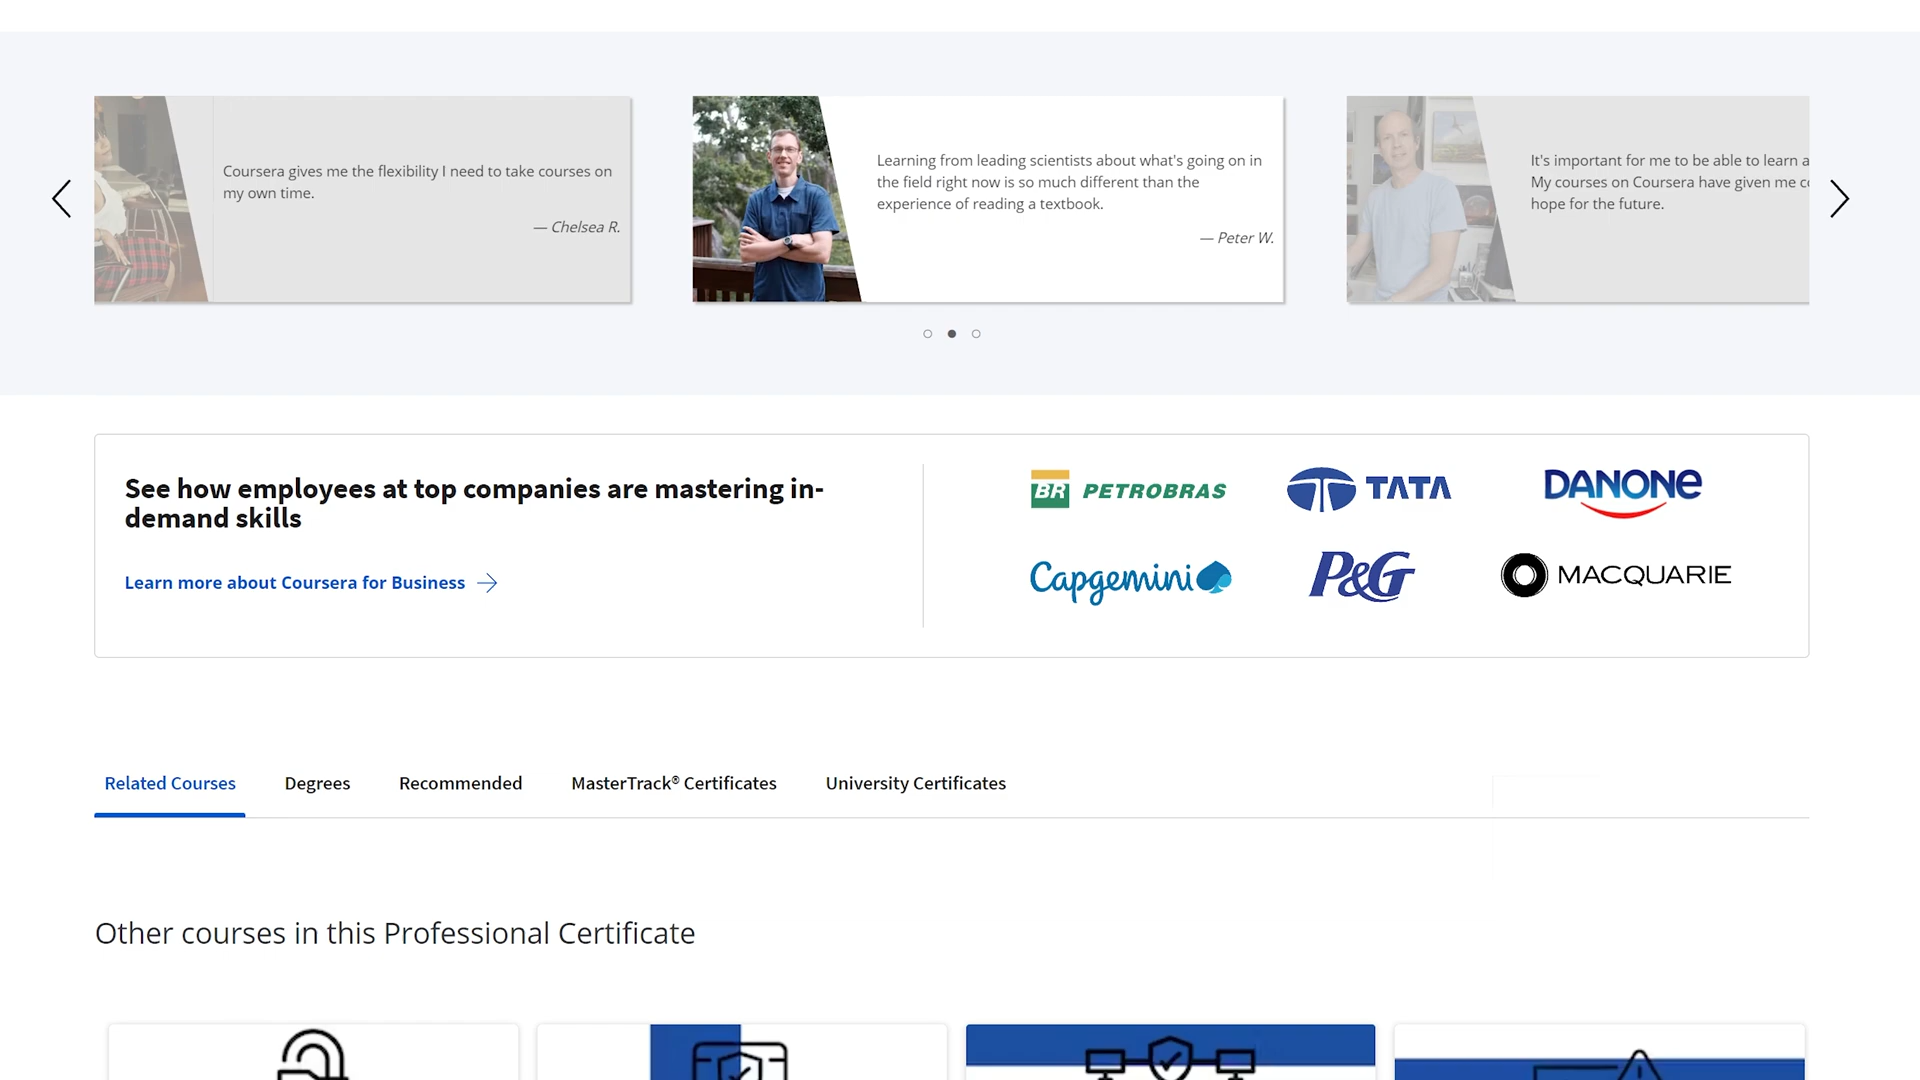 Coursera gives me the flexibility I need to take courses on
my own time.
— Chelsea R.
Learning from leading scientists about what's going on in
the field right now is so much different than the
experience of reading a textbook.
— Peter W.
It's important for me to be able to learn a
My courses on Coursera have given me
hope for the future.
See how employees at top companies are mastering in-
demand skills
Learn more about Coursera for Business
BR PETROBRAS
TATA
DANONE
Capgemini
P&G
MACQUARIE
Related Courses
Degrees
Recommended
MasterTrack® Certificates
University Certificates
Other courses in this Professional Certificate